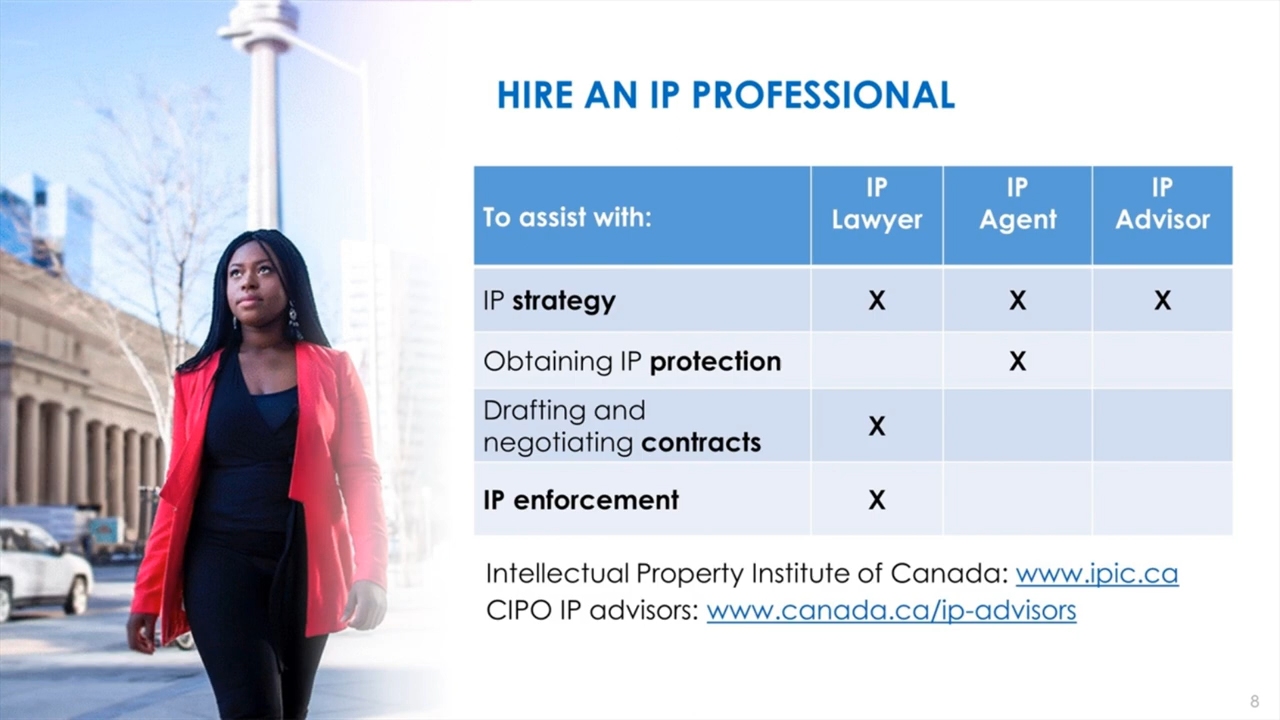 HIRE AN IP PROFESSIONAL
To assist with:
IP
Lawyer
IP
Agent
IP
Advisor
IP strategy
X
X
X
Obtaining IP protection
X
Drafting and
negotiating contracts
X
IP enforcement
X
Intellectual Property Institute of Canada: www.ipic.ca
CIPO IP advisors: www.canada.ca/ip-advisors
8